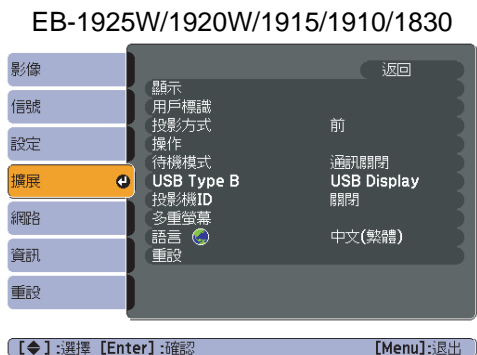 EB-1925W/1920W/1915/1910/1830
影像
信號
設定
擴展
網路
資訊
重設
返回
顯示
用戶標識
投影方式 前
操作
待機模式 通訊關閉
USB Type B USB Display
投影機ID 關閉
多重螢幕
語言 中文(繁體)
重設
[◆]:選擇 [Enter]:確認 [Menu]:退出